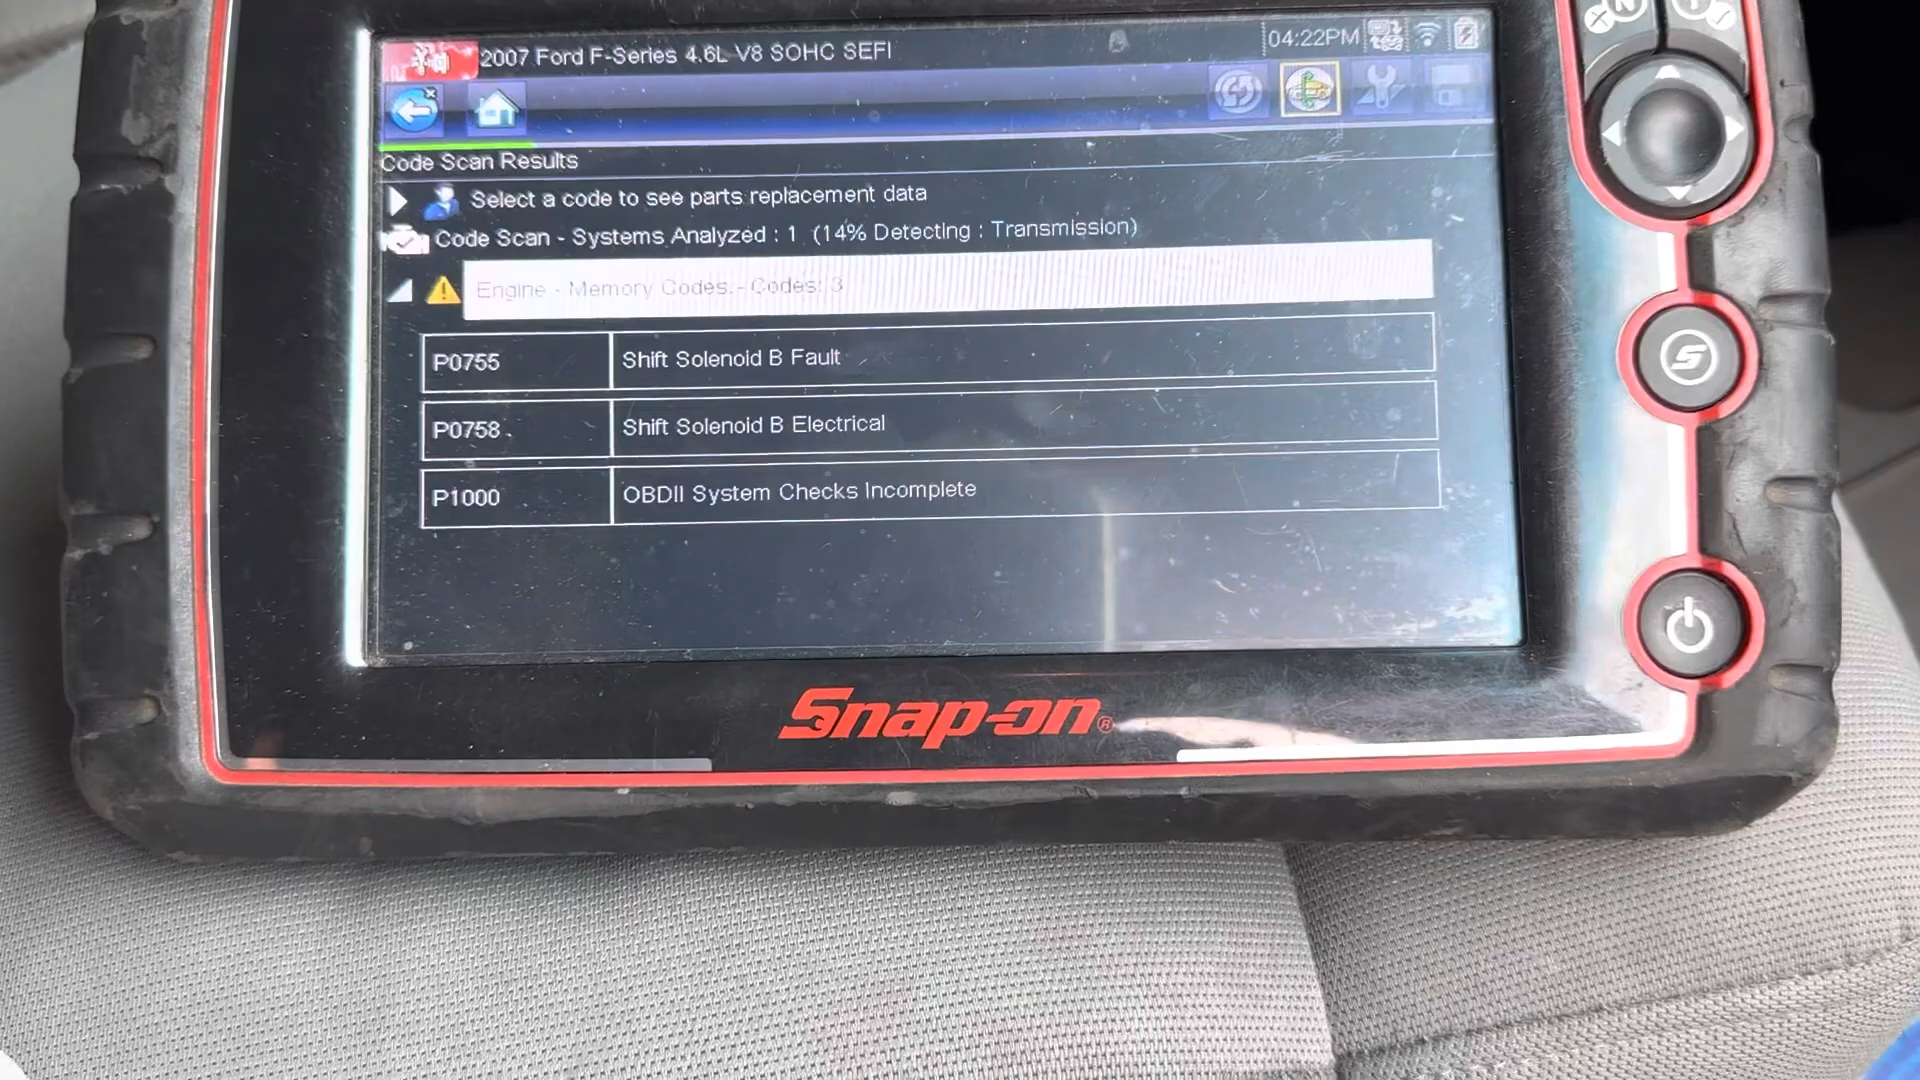 2007 Ford F-Series 4.6L V8 SOHC SEFI 04:22PM
Code Scan Results
Select a code to see parts replacement data
Code Scan - Systems Analyzed : 1 (14% Detecting : Transmission)
Engine - Memory Codes - Codes: 3
P0755 Shift Solenoid B Fault
P0758 Shift Solenoid B Electrical
P1000 OBDII System Checks Incomplete
Snap-on®
S
X N
Y